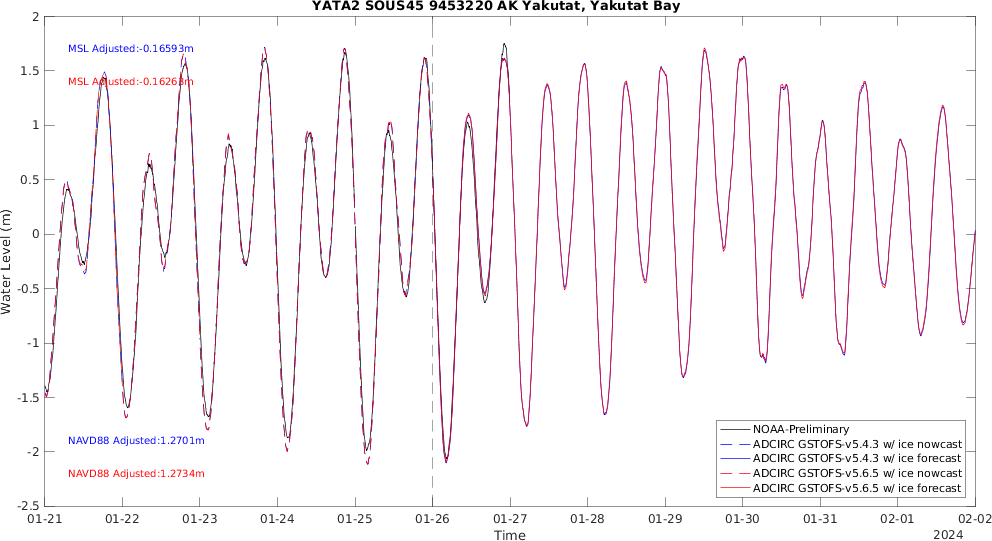 YATA2 SOUS45 9453220 AK Yakutat, Yakutat Bay
2
1.5
1
0.5
0
-0.5
-1
-1.5
-2
-2.5
Water Level (m)
MSL Adjusted:-0.16593m
MSL Adjusted:-0.16263m
NAVD88 Adjusted:1.2701m
NAVD88 Adjusted:1.2734m
NOAA-Preliminary
ADCIRC GSTOFS-v5.4.3 w/ ice nowcast
ADCIRC GSTOFS-v5.4.3 w/ ice forecast
ADCIRC GSTOFS-v5.6.5 w/ ice nowcast
ADCIRC GSTOFS-v5.6.5 w/ ice forecast
01-21 01-22 01-23 01-24 01-25 01-26 01-27 01-28 01-29 01-30 01-31 02-01 02-02
Time
2024